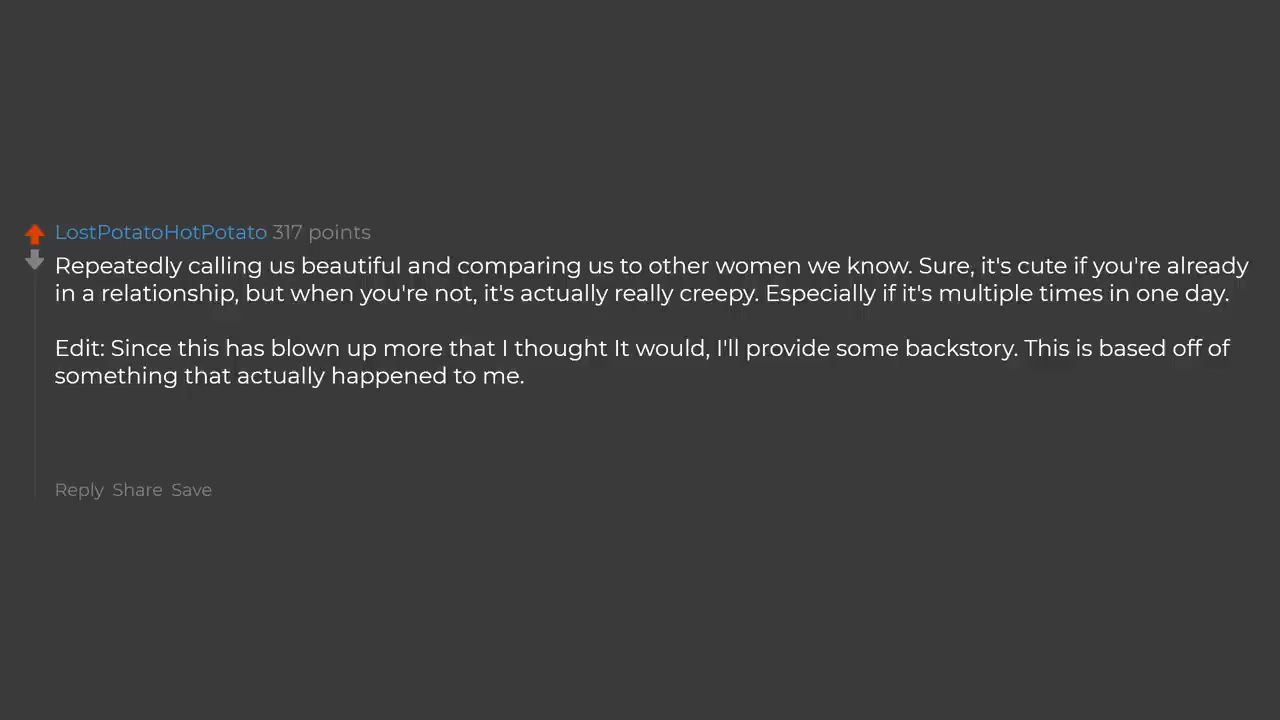 LostPotatoHotPotato 317 points
Repeatedly calling us beautiful and comparing us to other women we know. Sure, it's cute if you're already
in a relationship, but when you're not, it's actually really creepy. Especially if it's multiple times in one day.
Edit: Since this has blown up more that I thought It would, I'll provide some backstory. This is based off of
something that actually happened to me.
Reply Share Save